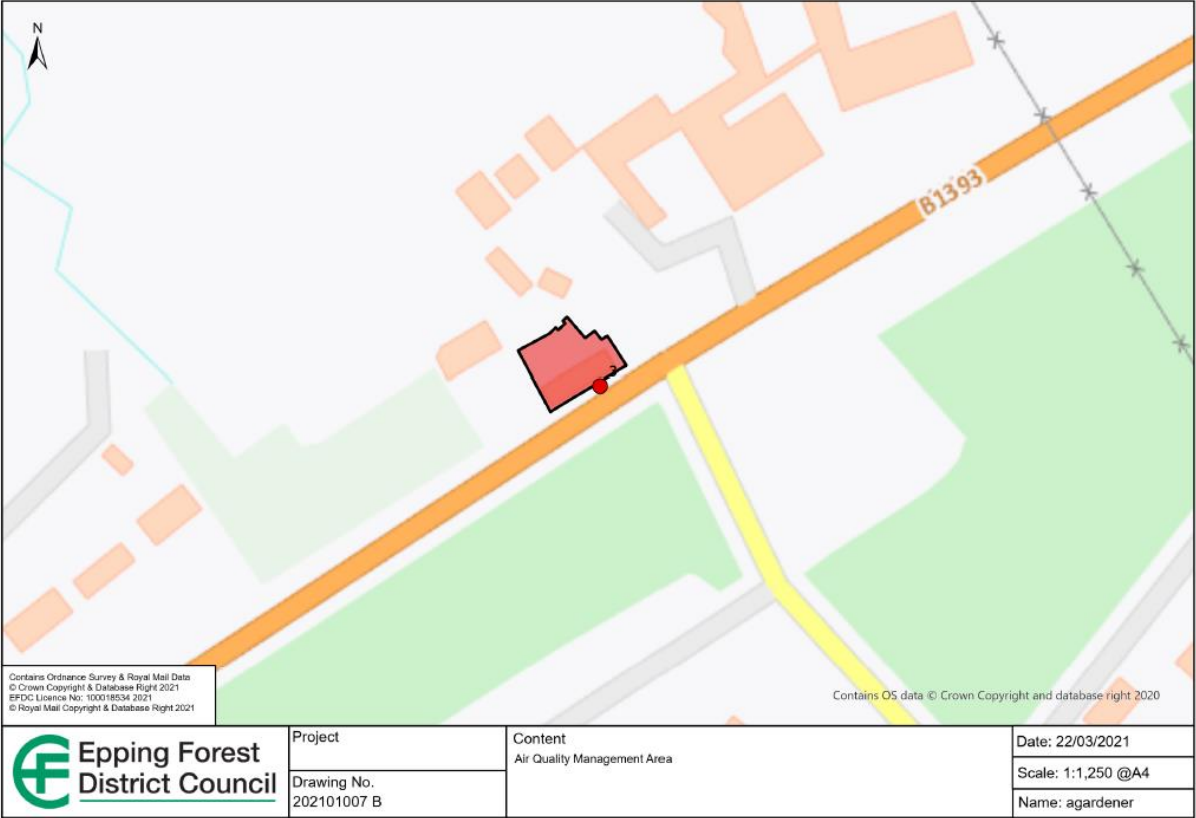 N
B1393
2
Contains Ordnance Survey & Royal Mail Data
© Crown Copyright & Database Right 2021
EFDC Licence No: 100018534 2021
© Royal Mail Copyright & Database Right 2021
Contains OS data © Crown Copyright and database right 2020
Epping Forest
District Council
Project
Drawing No.
202101007 B
Content
Air Quality Management Area
Date: 22/03/2021
Scale: 1:1,250 @A4
Name: agardener